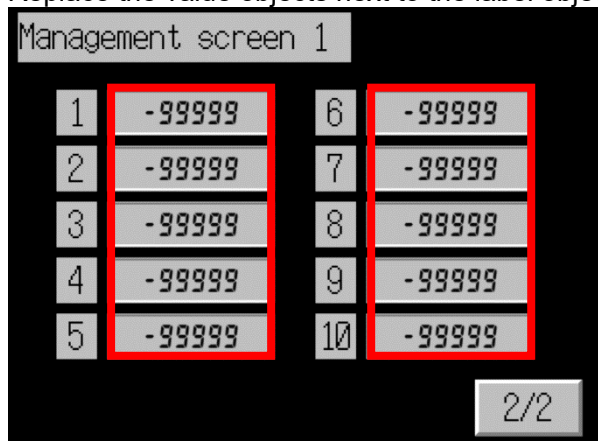 Replace the value objects next to the label obje
Management screen 1
1 -99999 6 -99999
2 -99999 7 -99999
3 -99999 8 -99999
4 -99999 9 -99999
5 -99999 10 -99999
2/2